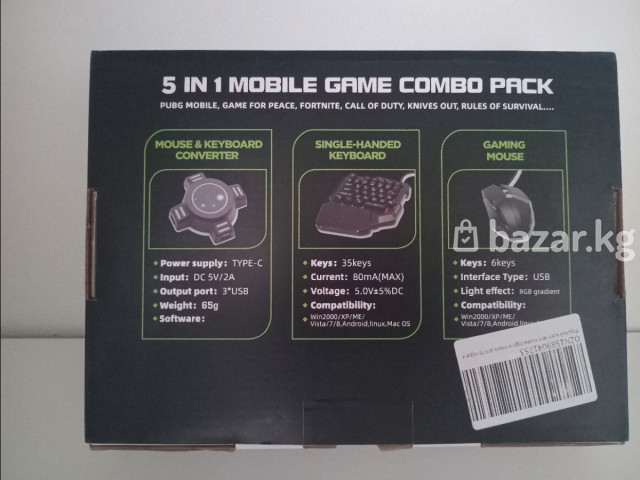 5 IN 1 MOBILE GAME COMBO PACK
PUBG MOBILE, GAME FOR PEACE, FORTNITE, CALL OF DUTY, KNIVES OUT, RULES OF SURVIVAL....
MOUSE & KEYBOARD
CONVERTER
Power supply: TYPE-C
Input: DC 5V/2A
Output port: 3*USB
Weight: 65g
Software:
SINGLE-HANDED
KEYBOARD
Keys: 35keys
Current: 80mA(MAX)
Voltage: 5.0V±5%DC
Compatibility:
Win2000/XP/ME/
Vista/7/8,Android,linux,Mac OS
GAMING
MOUSE
Keys: 6keys
Interface Type: USB
Light effect: RGB gradient
Compatibility:
Win2000/XP/ME/
Vista/7/8,Android,
bazar.kg